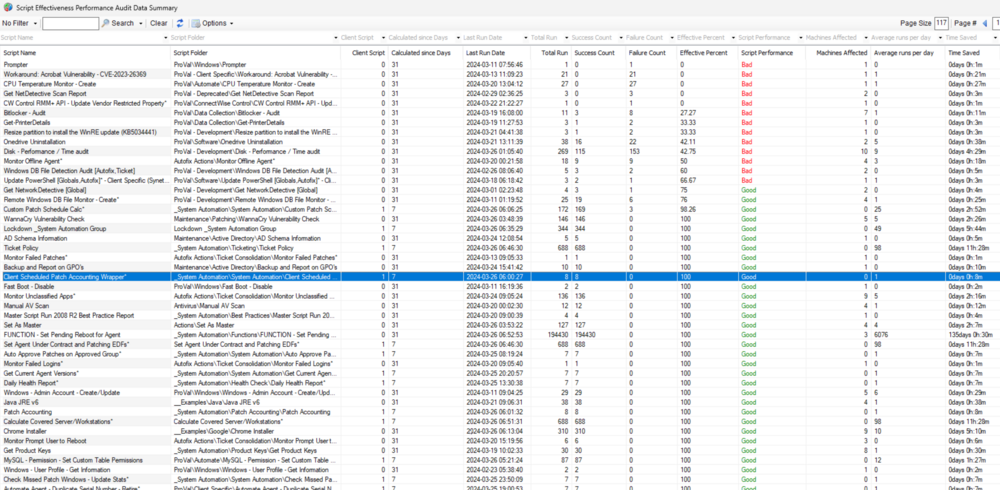 Script Effectiveness Performance Audit Data Summary
No Filter Search Clear Options Page Size 117 Page # 1
Script Name Script Folder Client Script Calculated since Days Last Run Date Total Run Success Count Failure Count Effective Percent Script Performance Machines Affected Average runs per day Time Saved
Script Name Script Folder Client Script Calculated since Days Last Run Date Total Run Success Count Failure Count Effective Percent Script Performance Machines Affected Average runs per day Time Saved
Prompter ProVal\Windows\Prompter 0 31 2024-03-11 07:56:46 1 0 1 0 Bad 1 0 0days 0h:1m
Workaround: Acrobat Vulnerability - CVE-2023-26369 ProVal - Client Specific\Workaround: Acrobat Vulnerability -... 0 31 2024-03-13 11:09:23 21 0 21 0 Bad 2 1 0days 0h:21m
CPU Temperature Monitor - Create ProVal\Automate\CPU Temperature Monitor - Create 0 31 2024-03-20 13:04:12 27 0 27 0 Bad 4 1 0days 0h:27m
Get NetDetective Scan Report ProVal - Deprecated\Get NetDetective Scan Report 0 31 2024-02-29 02:36:25 3 0 3 0 Bad 2 0 0days 0h:3m
CW Control RMM+ API - Update Vendor Restricted Property* ProVal\ConnectWise Control\CW Control RMM+ API - Upd... 0 31 2024-03-22 21:22:27 1 0 1 0 Bad 1 0 0days 0h:1m
Bitlocker - Audit ProVal\Data Collection\Bitlocker - Audit 0 31 2024-03-19 16:08:00 11 3 8 27.27 Bad 7 1 0days 0h:11m
Get-PrinterDetails ProVal\Data Collection\Get-PrinterDetails 0 31 2024-03-19 11:27:53 3 1 2 33.33 Bad 1 0 0days 0h:3m
Resize partition to install the WinRE update (KB5034441) ProVal - Development\Resize partition to install the WinRE ... 0 31 2024-03-21 04:41:38 3 1 2 33.33 Bad 1 0 0days 0h:3m
Onedrive Uninstallation ProVal\Software\Onedrive Uninstallation 0 31 2024-03-21 13:11:39 38 16 22 42.11 Bad 2 5 0days 0h:38m
Disk - Performance / Time audit ProVal - Development\Disk - Performance / Time audit 0 31 2024-03-21 01:05:40 269 115 153 42.75 Bad 10 9 0days 4h:29m
Monitor Offline Agent* Autofix Actions\Monitor Offline Agent* 0 31 2024-03-20 00:21:58 18 9 9 50 Bad 4 3 0days 0h:18m
Windows DB File Missing Audit [Autofix,Ticket] ProVal - Development\Windows DB File Detection Audit [A... 0 31 2024-02-28 08:06:40 5 3 2 60 Bad 2 0 0days 0h:5m
Update PowerShell [Globals,Autofix]* - Client Specific (Synet... ProVal - Development\Update PowerShell [Globals,Autofix]... 0 31 2024-03-18 06:18:42 3 2 1 66.67 Bad 2 0 0days 0h:3m
Get NetworkDetective [Global] ProVal - Development\Get NetworkDetective [Global] 0 31 2024-03-01 02:23:48 4 3 1 75 Good 2 0 0days 0h:4m
Remote Windows DB File Monitor - Create* ProVal - Development\Remote Windows DB File Monitor -... 0 31 2024-03-11 01:19:52 25 19 6 76 Good 4 1 0days 0h:25m
Custom Patch Schedule Calc* _System Automation\System Automation\Custom Patch Sc... 1 7 2024-03-26 06:06:25 172 169 3 98.26 Good 0 25 0days 2h:52m
WannaCry Vulnerability Check Maintenance\Patching\WannaCry Vulnerability Check 0 31 2024-03-26 03:48:39 146 146 0 100 Good 5 5 0days 2h:26m
Lockdown _System Automation Group _System Automation\Lockdown _System Automation Group 1 7 2024-03-26 06:35:29 344 344 0 100 Good 0 49 0days 5h:44m
AD Schema Information Maintenance\Active Directory\AD Schema Information 0 31 2024-03-24 12:08:54 5 5 0 100 Good 1 0 0days 0h:5m
Ticket Policy _System Automation\Ticketing\Ticket Policy 1 7 2024-03-26 06:46:30 688 688 0 100 Good 0 98 0days 11h:28m
Monitor Failed Patches* Autofix Actions\Ticket Consolidation\Monitor Failed Patches* 0 31 2024-03-13 09:05:33 1 1 0 100 Good 1 0 0days 0h:1m
Backup and Report on GPO's Maintenance\Active Directory\Backup and Report on GPO's 0 31 2024-03-24 15:41:42 10 10 0 100 Good 1 0 0days 0h:10m
Client Scheduled Patch Accounting Wrapper* _System Automation\System Automation\Client Scheduled ... 1 7 2024-03-26 06:00:27 8 8 0 100 Good 0 1 0days 0h:8m
Fast Boot - Disable ProVal\Windows\Fast Boot - Disable 0 31 2024-03-11 16:19:36 2 2 0 100 Good 1 0 0days 0h:2m
Monitor Unclassified Apps* Autofix Actions\Ticket Consolidation\Monitor Unclassified ... 0 31 2024-03-24 09:05:24 136 136 0 100 Good 9 5 0days 2h:16m
Manual AV Scan Antivirus\Manual AV Scan 0 31 2024-03-20 00:02:30 12 12 0 100 Good 4 1 0days 0h:12m
Master Script Run 2008 R2 Best Practice Report _System Automation\Best Practices\Master Script Run 20... 0 31 2024-03-20 09:00:39 4 4 0 100 Good 1 0 0days 0h:4m
Set As Master Actions\Set As Master 0 31 2024-03-26 03:53:22 127 127 0 100 Good 4 4 0days 2h:7m
FUNCTION - Set Pending Reboot for Agent _System Automation\Functions\FUNCTION - Set Pending ... 0 31 2024-03-26 06:52:53 194430 194430 0 100 Good 3 6076 135days 0h:30m
Set Agent Under Contract and Patching EDFs* Set Agent Under Contract and Patching EDFs* 1 7 2024-03-26 06:46:30 688 688 0 100 Good 0 98 0days 11h:28m
Auto Approve Patches on Approved Group* _System Automation\System Automation\Auto Approve Pa... 1 7 2024-03-25 08:19:24 7 7 0 100 Good 0 1 0days 0h:7m
Monitor Failed Logins* Autofix Actions\Ticket Consolidation\Monitor Failed Logins* 0 31 2024-03-20 09:05:40 1 1 0 100 Good 1 0 0days 0h:1m
Get Current Agent Versions* _System Automation\System Automation\Get Current Agen... 1 7 2024-03-25 20:20:57 7 7 0 100 Good 0 1 0days 0h:7m
Daily Health Report* _System Automation\Health Check\Daily Health Report* 1 7 2024-03-25 13:30:38 7 7 0 100 Good 0 1 0days 0h:7m
Windows - Admin Account - Create/Update ProVal\Windows\Windows - Admin Account - Create/Upd... 0 31 2024-03-11 09:04:25 29 29 0 100 Good 5 6 0days 0h:29m
Java JRE v6 __Examples\Java\Java JRE v6 0 31 2024-03-21 09:06:31 38 38 0 100 Good 4 1 0days 0h:38m
Patch Accounting _System Automation\Patch Accounting\Patch Accounting 1 7 2024-03-26 06:01:32 8 8 0 100 Good 0 1 0days 0h:8m
Calculate Covered Server/Workstations* Calculate Covered Server/Workstations* 1 7 2024-03-26 06:51:31 688 688 0 100 Good 0 98 0days 11h:28m
Chrome Installer __Examples\Google\Chrome Installer 0 31 2024-03-26 06:13:04 310 310 0 100 Good 9 10 0days 5h:10m
Monitor Prompt User to Reboot Autofix Actions\Ticket Consolidation\Monitor Prompt User t... 0 31 2024-03-20 15:19:56 6 6 0 100 Good 3 0 0days 0h:6m
Get Product Keys _System Automation\System Automation\Get Product Keys 0 31 2024-03-19 10:02:33 30 30 0 100 Good 8 1 0days 0h:30m
MySQL - Permission - Set Custom Table Permissions ProVal\Automate\MySQL - Permission - Set Custom Table ... 1 7 2024-03-26 05:21:24 87 87 0 100 Good 0 12 0days 1h:27m
Windows - User Profile - Get Information ProVal\Windows\Windows - User Profile - Get Information 0 31 2024-02-23 05:38:40 2 2 0 100 Good 1 0 0days 0h:2m
Check Missed Patch Windows - Update Stats* _System Automation\System Automation\Check Missed Pa... 1 7 2024-03-25 21:50:09 7 7 0 100 Good 0 1 0days 0h:7m